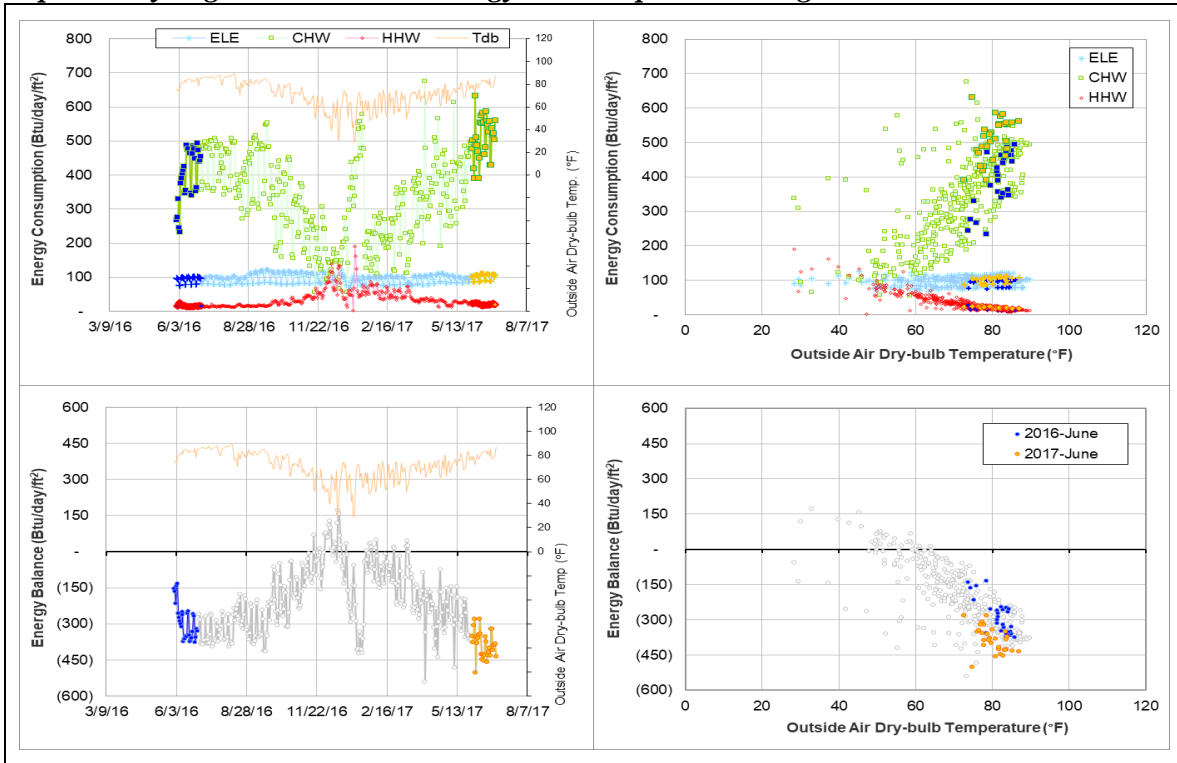 ELE CHW HHW Tdb
Energy Consumption (Btu/day/ft²)
800
700
600
500
400
300
200
100
-
120
100
80
60
40
20
0
Outside Air Dry-bulb Temp. (°F)
3/9/16 6/3/16 8/28/16 11/22/16 2/16/17 5/13/17 8/7/17
ELE
CHW
HHW
Energy Consumption (Btu/day/ft²)
800
700
600
500
400
300
200
100
-
0 20 40 60 80 100 120
Outside Air Dry-bulb Temperature (°F)
Energy Balance (Btu/day/ft²)
600
450
300
150
-
(150)
(300)
(450)
(600)
120
100
80
60
40
20
0
Outside Air Dry-bulb Temp (°F)
3/9/16 6/3/16 8/28/16 11/22/16 2/16/17 5/13/17 8/7/17
2016-June
2017-June
Energy Balance (Btu/day/ft²)
600
450
300
150
-
(150)
(300)
(450)
(600)
0 20 40 60 80 100 120
Outside Air Dry-bulb Temperature (°F)